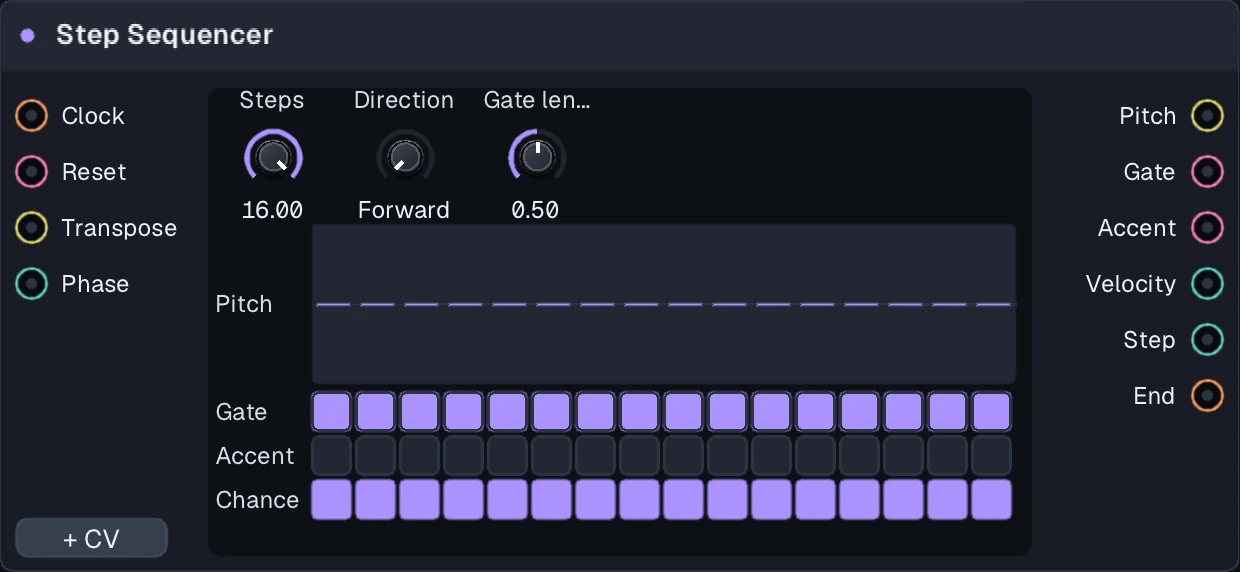 Step Sequencer
Clock
Reset
Transpose
Phase
+ CV
Steps Direction Gate len...
16.00 Forward 0.50
Pitch
Gate
Accent
Chance
Pitch
Gate
Accent
Velocity
Step
End